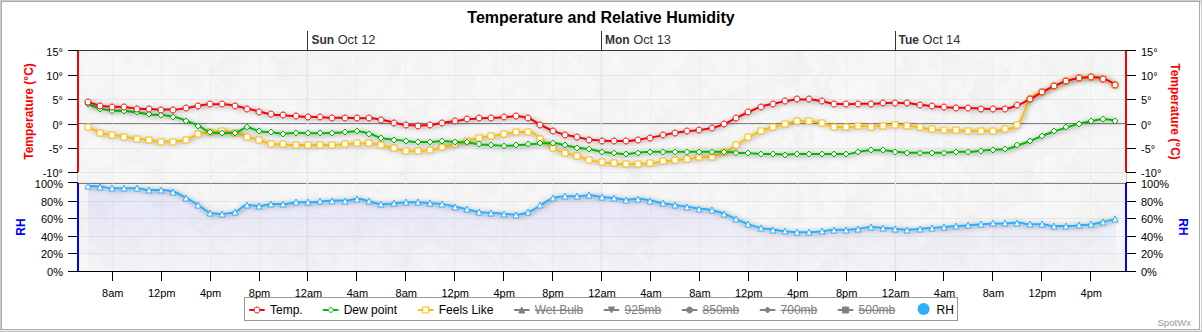 Temperature and Relative Humidity
Sun Oct 12 Mon Oct 13 Tue Oct 14
15° 15°
10° 10°
5° 5°
0° 0°
-5° -5°
-10° -10°
Temperature (°C) Temperature (°C)
100% 100%
80% 80%
60% 60%
40% 40%
20% 20%
0% 0%
RH RH
8am 12pm 4pm 8pm 12am 4am 8am 12pm 4pm 8pm 12am 4am 8am 12pm 4pm 8pm 12am 4am 8am 12pm 4pm
Temp. Dew point Feels Like Wet Bulb 925mb 850mb 700mb 500mb RH
SpotWx